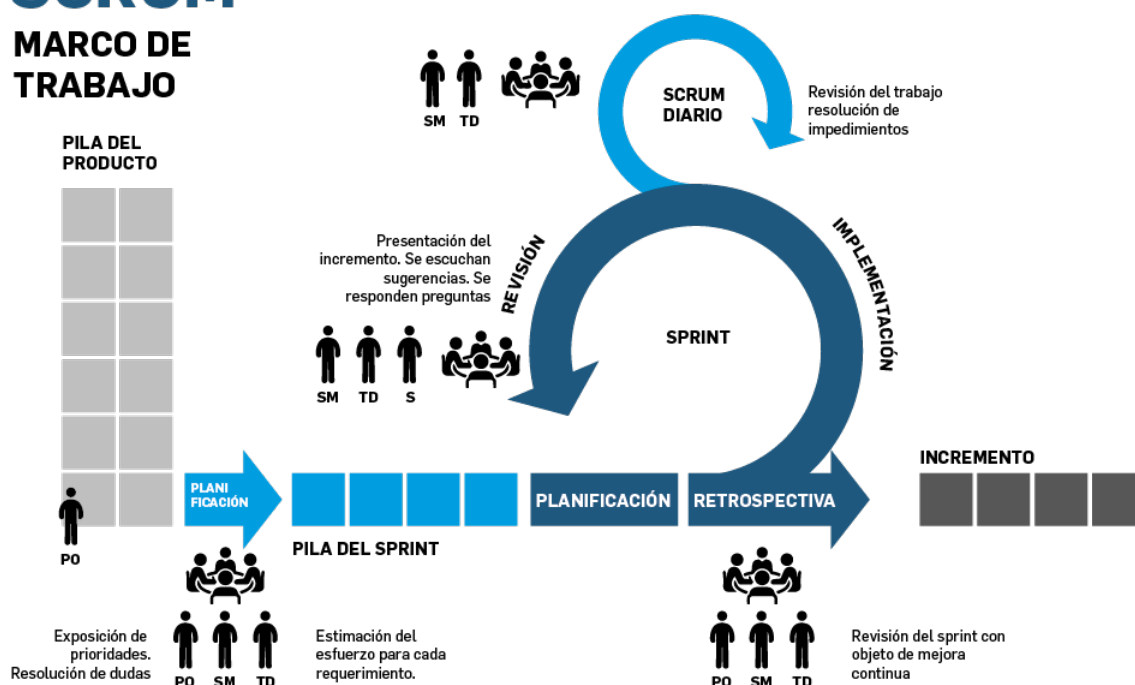 SCRUM
MARCO DE
TRABAJO
PILA DEL
PRODUCTO
SM TD
SCRUM
DIARIO
Revisión del trabajo
resolución de
impedimientos
Presentación del
incremento. Se escuchan
sugerencias. Se
responden preguntas
REVISIÓN
IMPLEMENTACIÓN
SPRINT
SM TD S
PLANI
FICACIÓN
PLANIFICACIÓN
RETROSPECTIVA
INCREMENTO
PILA DEL SPRINT
PO
Exposición de
prioridades.
Resolución de dudas
PO SM TD
Estimación del
esfuerzo para cada
requerimiento.
PO SM TD
Revisión del sprint con
objeto de mejora
continua